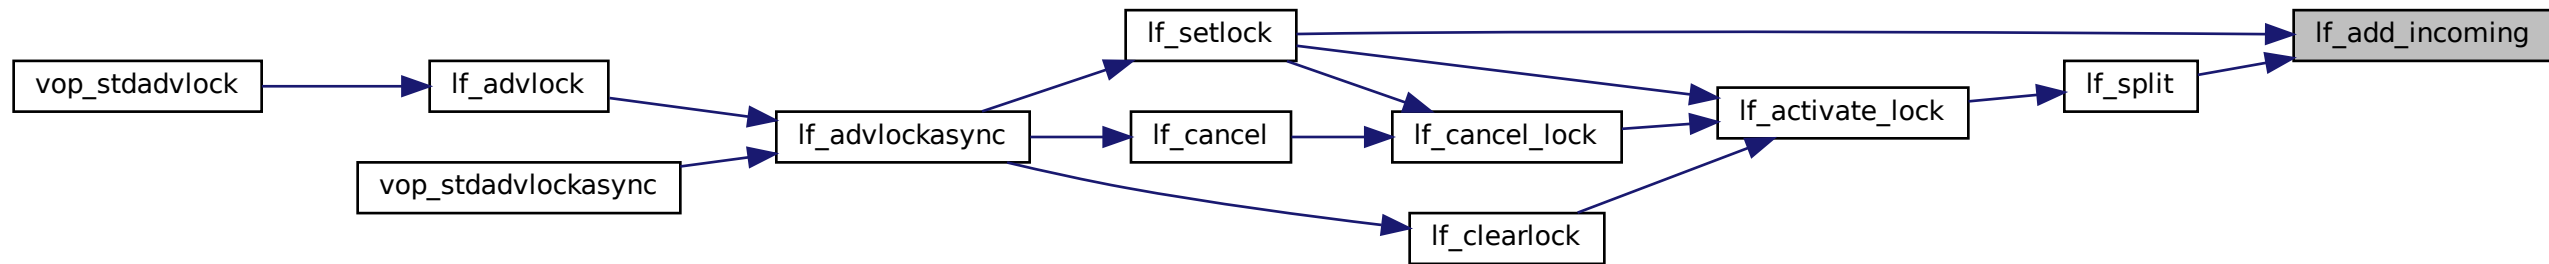 lf_setlock
lf_add_incoming
vop_stdadvlock
lf_advlock
lf_split
lf_activate_lock
lf_advlockasync
lf_cancel
lf_cancel_lock
vop_stdadvlockasync
lf_clearlock